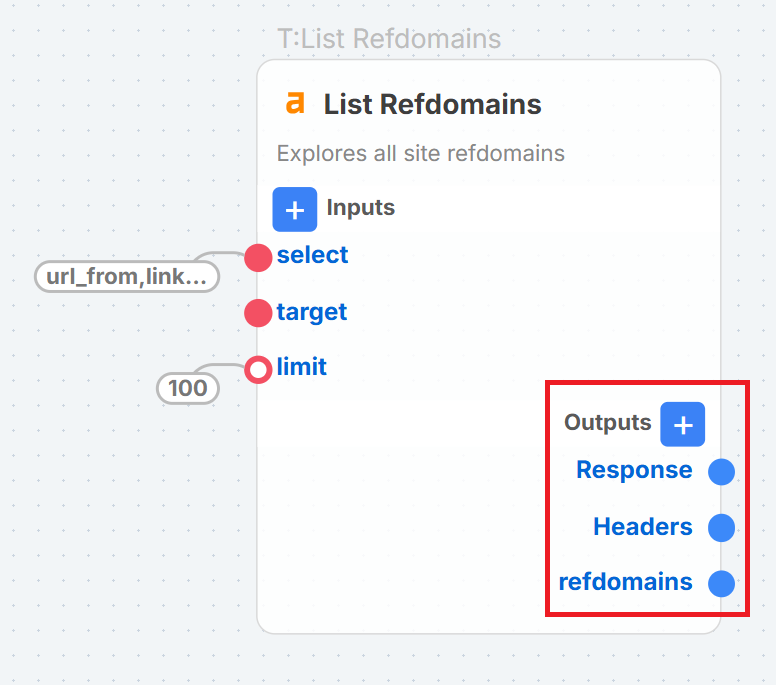 T:List Refdomains
a List Refdomains
Explores all site refdomains
+ Inputs
select
url_from,link...
target
limit
100
Outputs +
Response
Headers
refdomains